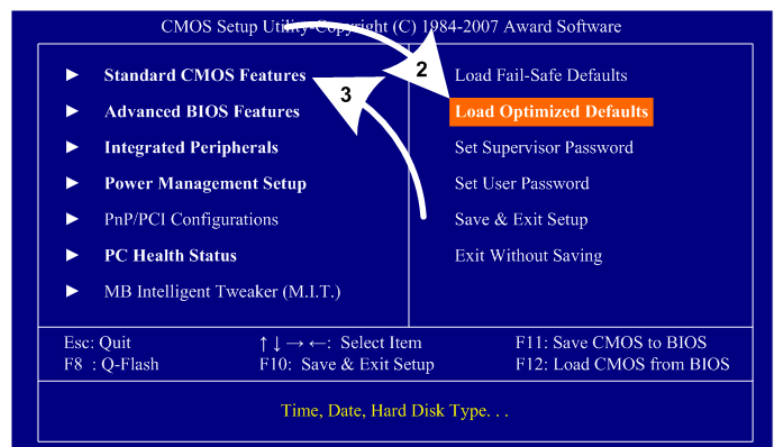 CMOS Setup Utility-Copyright (C) 1984-2007 Award Software
► Standard CMOS Features
► Advanced BIOS Features
► Integrated Peripherals
► Power Management Setup
► PnP/PCI Configurations
► PC Health Status
► MB Intelligent Tweaker (M.I.T.)
2
3
Load Fail-Safe Defaults
Load Optimized Defaults
Set Supervisor Password
Set User Password
Save & Exit Setup
Exit Without Saving
Esc: Quit ↑↓→←: Select Item F11: Save CMOS to BIOS
F8 : Q-Flash F10: Save & Exit Setup F12: Load CMOS from BIOS
Time, Date, Hard Disk Type. . .